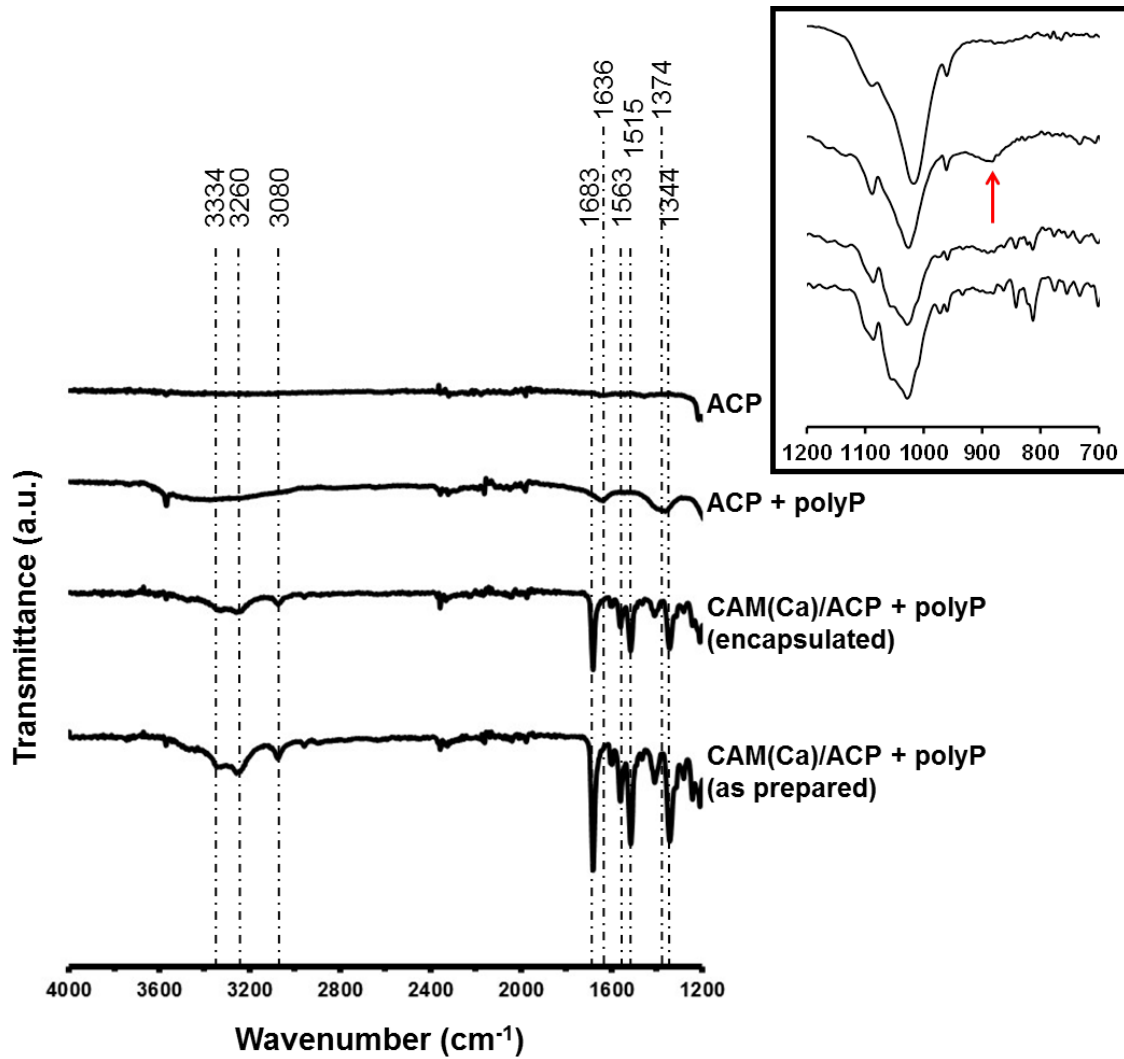 3334
3260
3080
1683
1636
1563
1515
1374
1344
1200 1100 1000 900 800 700
ACP
ACP + polyP
CAM(Ca)/ACP + polyP
(encapsulated)
CAM(Ca)/ACP + polyP
(as prepared)
Transmittance (a.u.)
4000 3600 3200 2800 2400 2000 1600 1200
Wavenumber (cm-1)